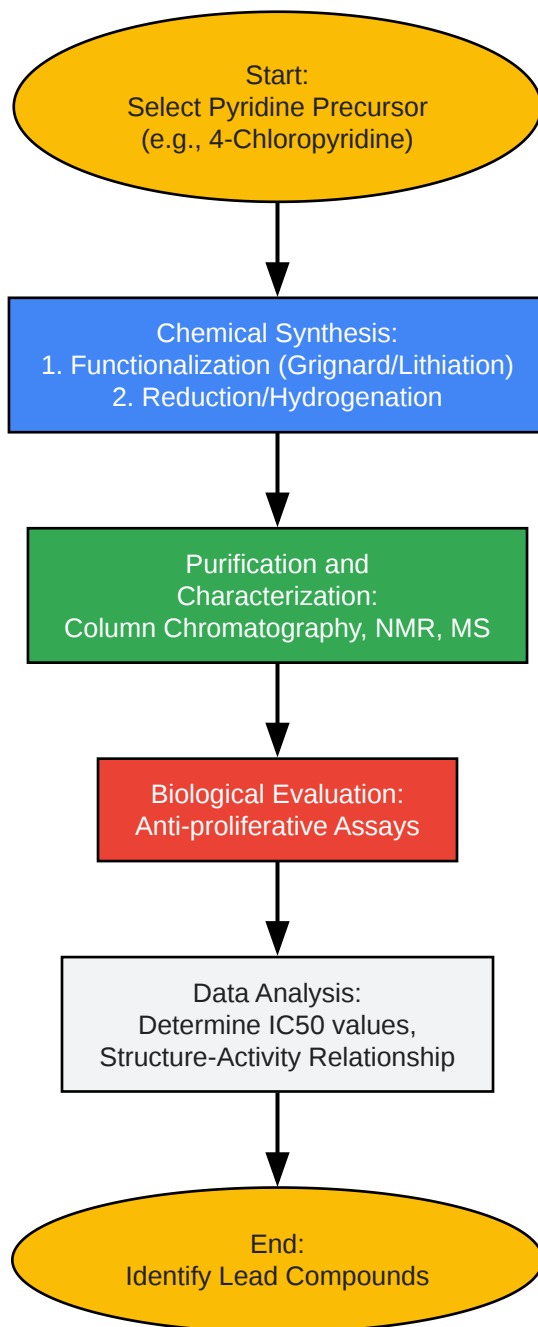 Start:
Select Pyridine Precursor
(e.g., 4-Chloropyridine)
Chemical Synthesis:
1. Functionalization (Grignard/Lithiation)
2. Reduction/Hydrogenation
Purification and
Characterization:
Column Chromatography, NMR, MS
Biological Evaluation:
Anti-proliferative Assays
Data Analysis:
Determine IC50 values,
Structure-Activity Relationship
End:
Identify Lead Compounds